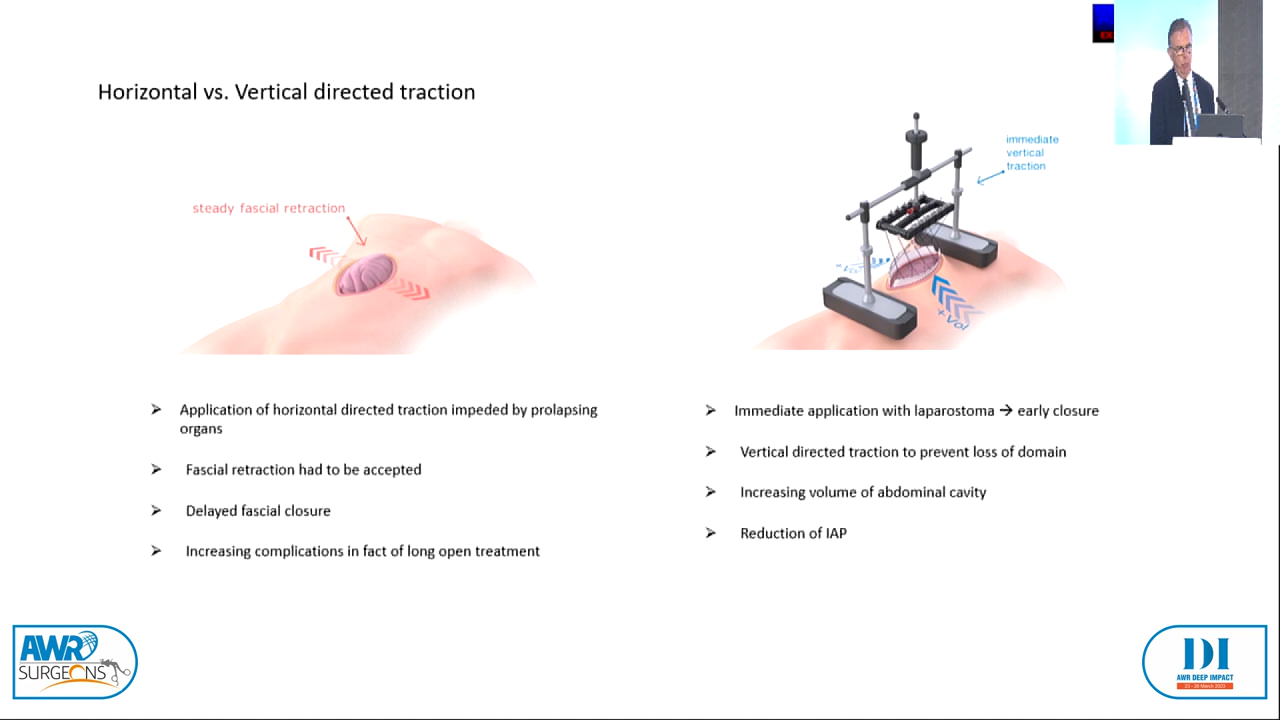 Horizontal vs. Vertical directed traction
immediate
vertical
traction
steady fascial retraction
+Vol
+Vol
Application of horizontal directed traction impeded by prolapsing
organs
Fascial retraction had to be accepted
Delayed fascial closure
Increasing complications in fact of long open treatment
Immediate application with laparostoma → early closure
Vertical directed traction to prevent loss of domain
Increasing volume of abdominal cavity
Reduction of IAP
AWR
SURGEONS
DI
AWR DEEP IMPACT